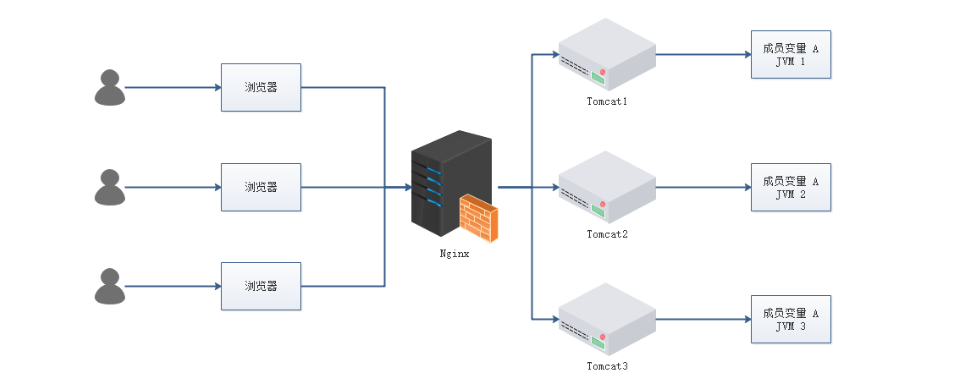 浏览器
浏览器
浏览器
Nginx
Tomcat1
Tomcat2
Tomcat3
成员变量 A
JVM 1
成员变量 A
JVM 2
成员变量 A
JVM 3